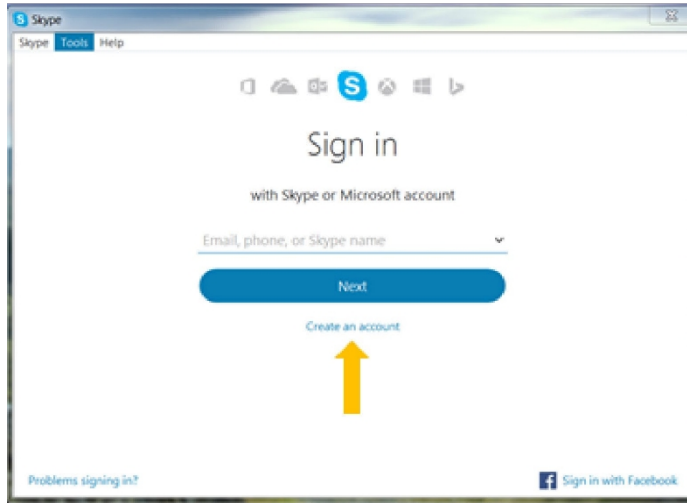 Skype
Skype Tools Help
Sign in
with Skype or Microsoft account
Email, phone, or Skype name
Next
Create an account
Problems signing in?
Sign in with Facebook